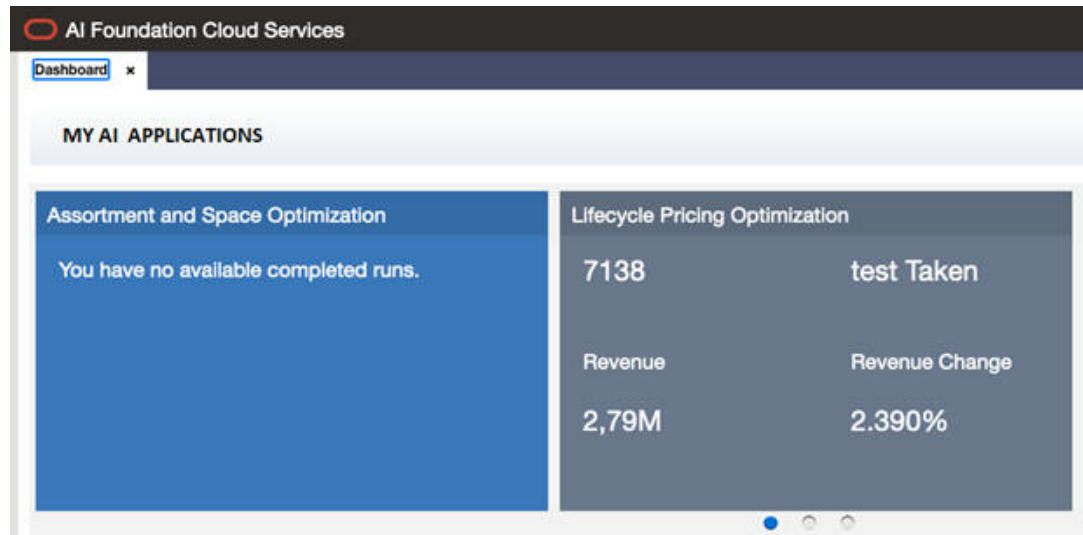 AI Foundation Cloud Services
Dashboard ×
MY AI APPLICATIONS
Assortment and Space Optimization
You have no available completed runs.
Lifecycle Pricing Optimization
7138 test Taken
Revenue Revenue Change
2,79M 2.390%